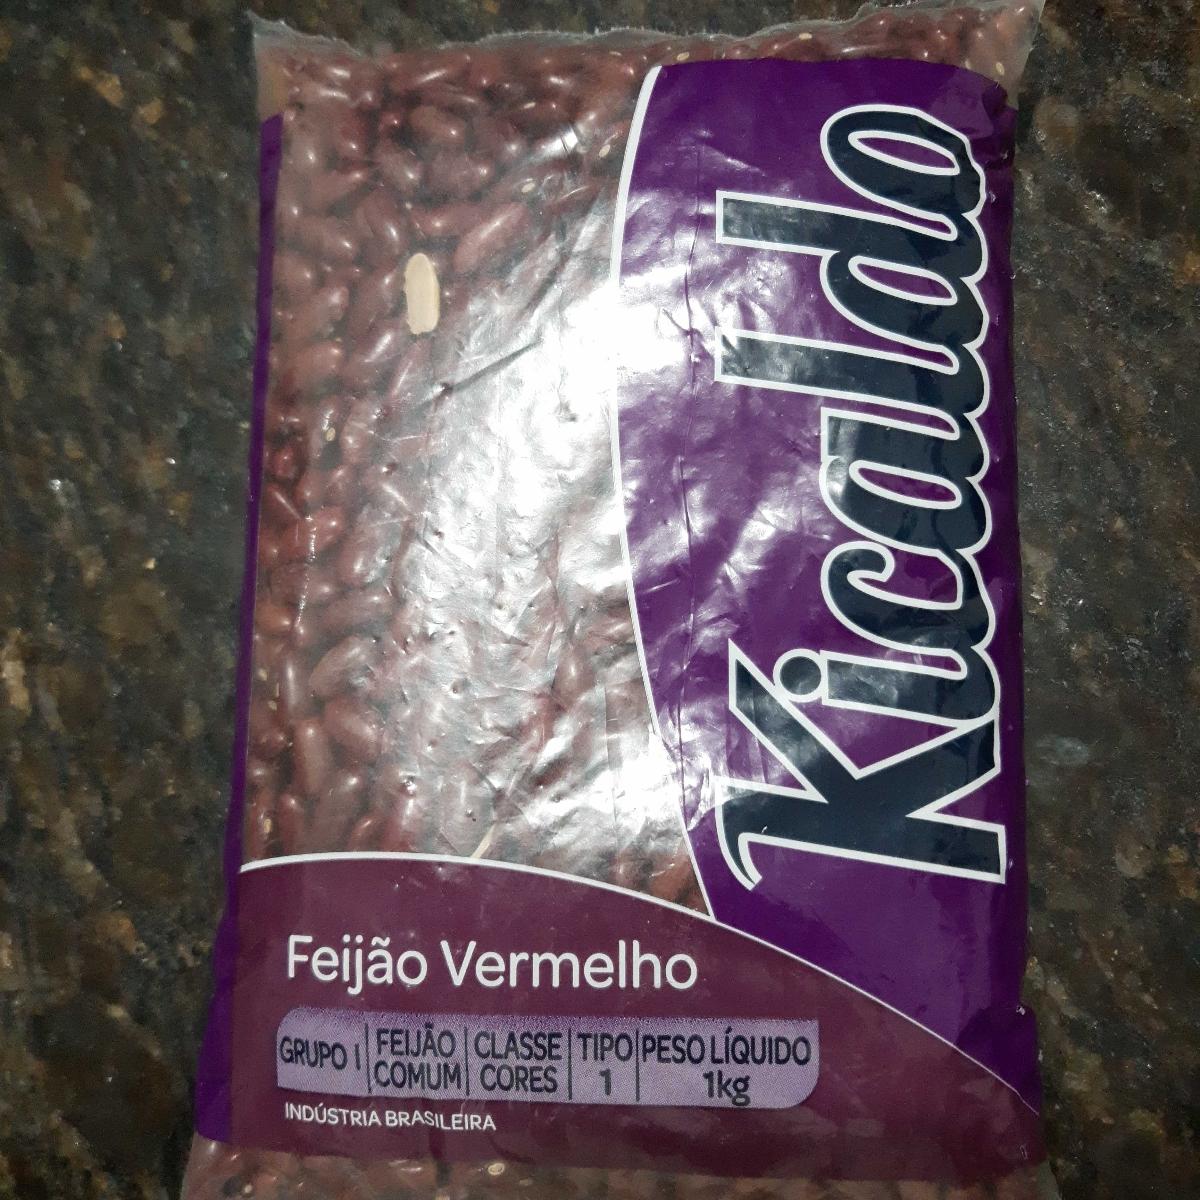 Kicaldo
Feijão Vermelho
GRUPO I | FEIJÃO COMUM | CLASSE CORES | TIPO 1 | PESO LÍQUIDO 1kg
INDÚSTRIA BRASILEIRA